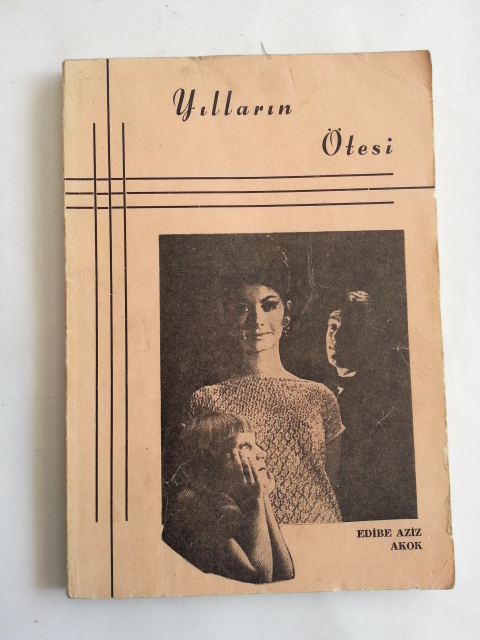 Yılların
Ötesi
EDİBE AZİZ
AKOK